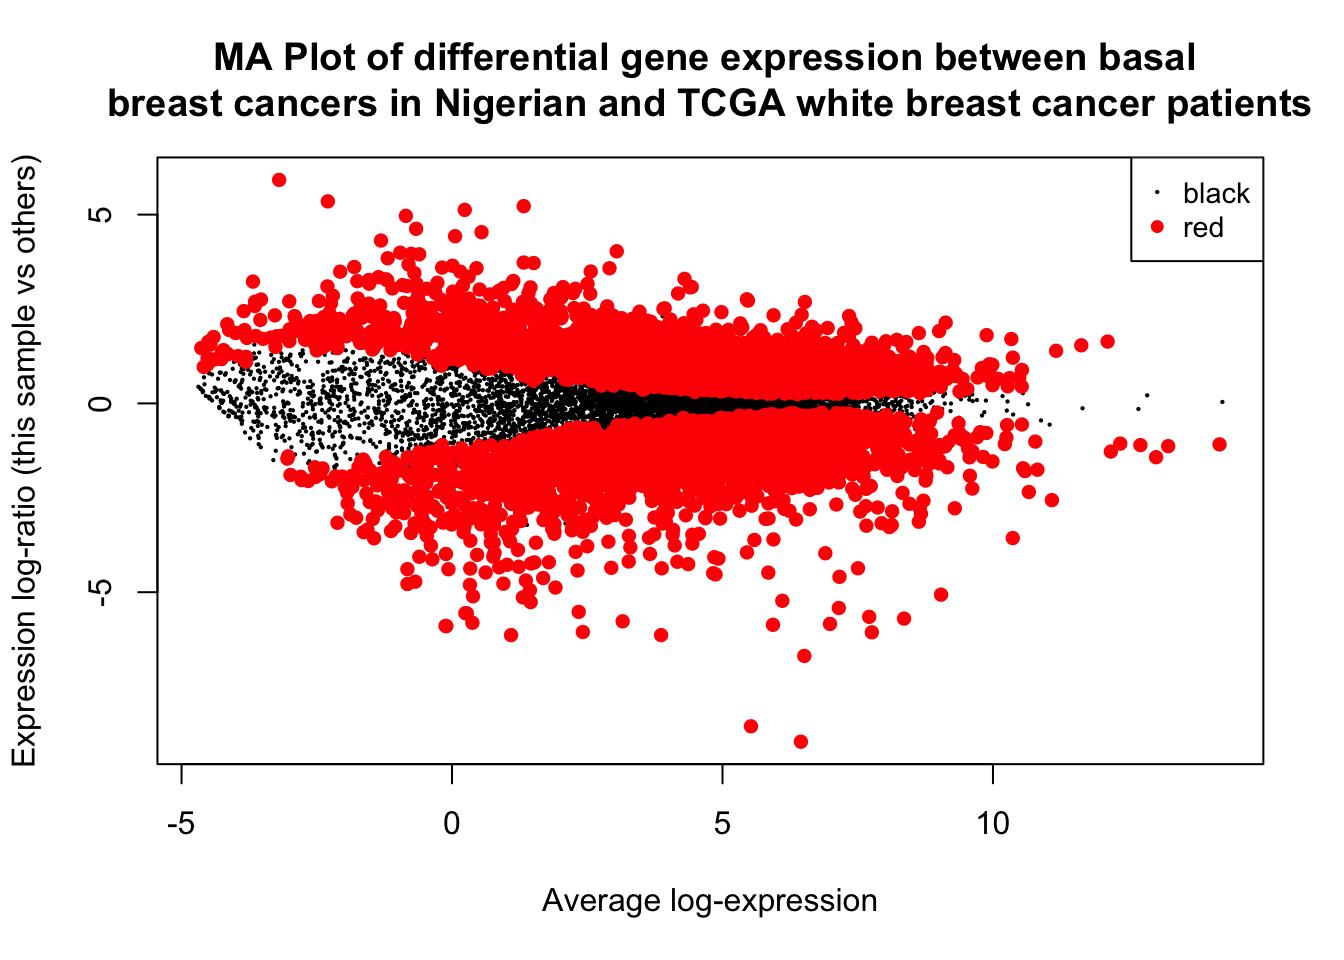 MA Plot of differential gene expression between basal
breast cancers in Nigerian and TCGA white breast cancer patients
Expression log-ratio (this sample vs others)
5
0
-5
black
red
-5
0
5
10
Average log-expression